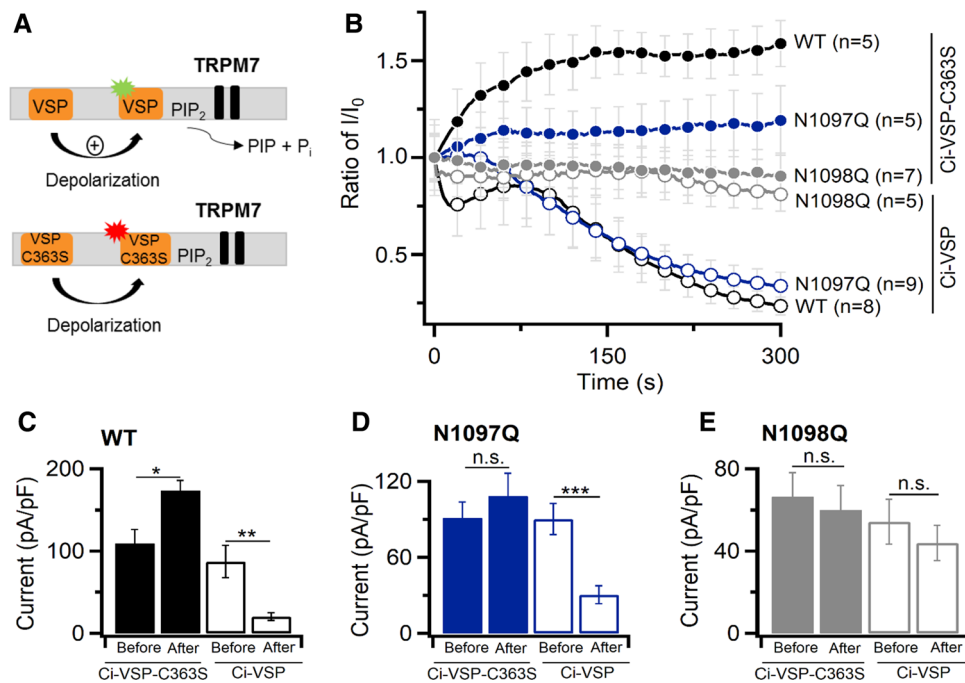 A
TRPM7
VSP
VSP
PIP2
PIP + Pi
+
Depolarization
TRPM7
VSP
C363S
VSP
C363S
PIP2
Depolarization
B
Ratio of I/I0
1.5
1.0
0.5
0
150
300
Time (s)
WT (n=5)
N1097Q (n=5)
N1098Q (n=7)
N1098Q (n=5)
N1097Q (n=9)
WT (n=8)
Ci-VSP-C363S
Ci-VSP
C
WT
Current (pA/pF)
200
100
0
*
**
Before After Before After
Ci-VSP-C363S Ci-VSP
D
N1097Q
Current (pA/pF)
120
60
0
n.s.
***
Before After Before After
Ci-VSP-C363S Ci-VSP
E
N1098Q
Current (pA/pF)
80
40
0
n.s.
n.s.
Before After Before After
Ci-VSP-C363S Ci-VSP